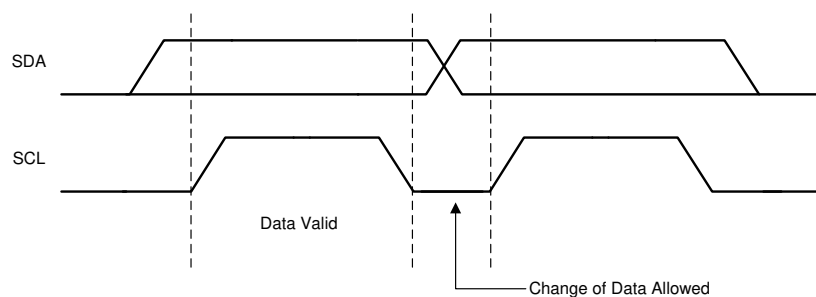 SDA
SCL
Data Valid
Change of Data Allowed